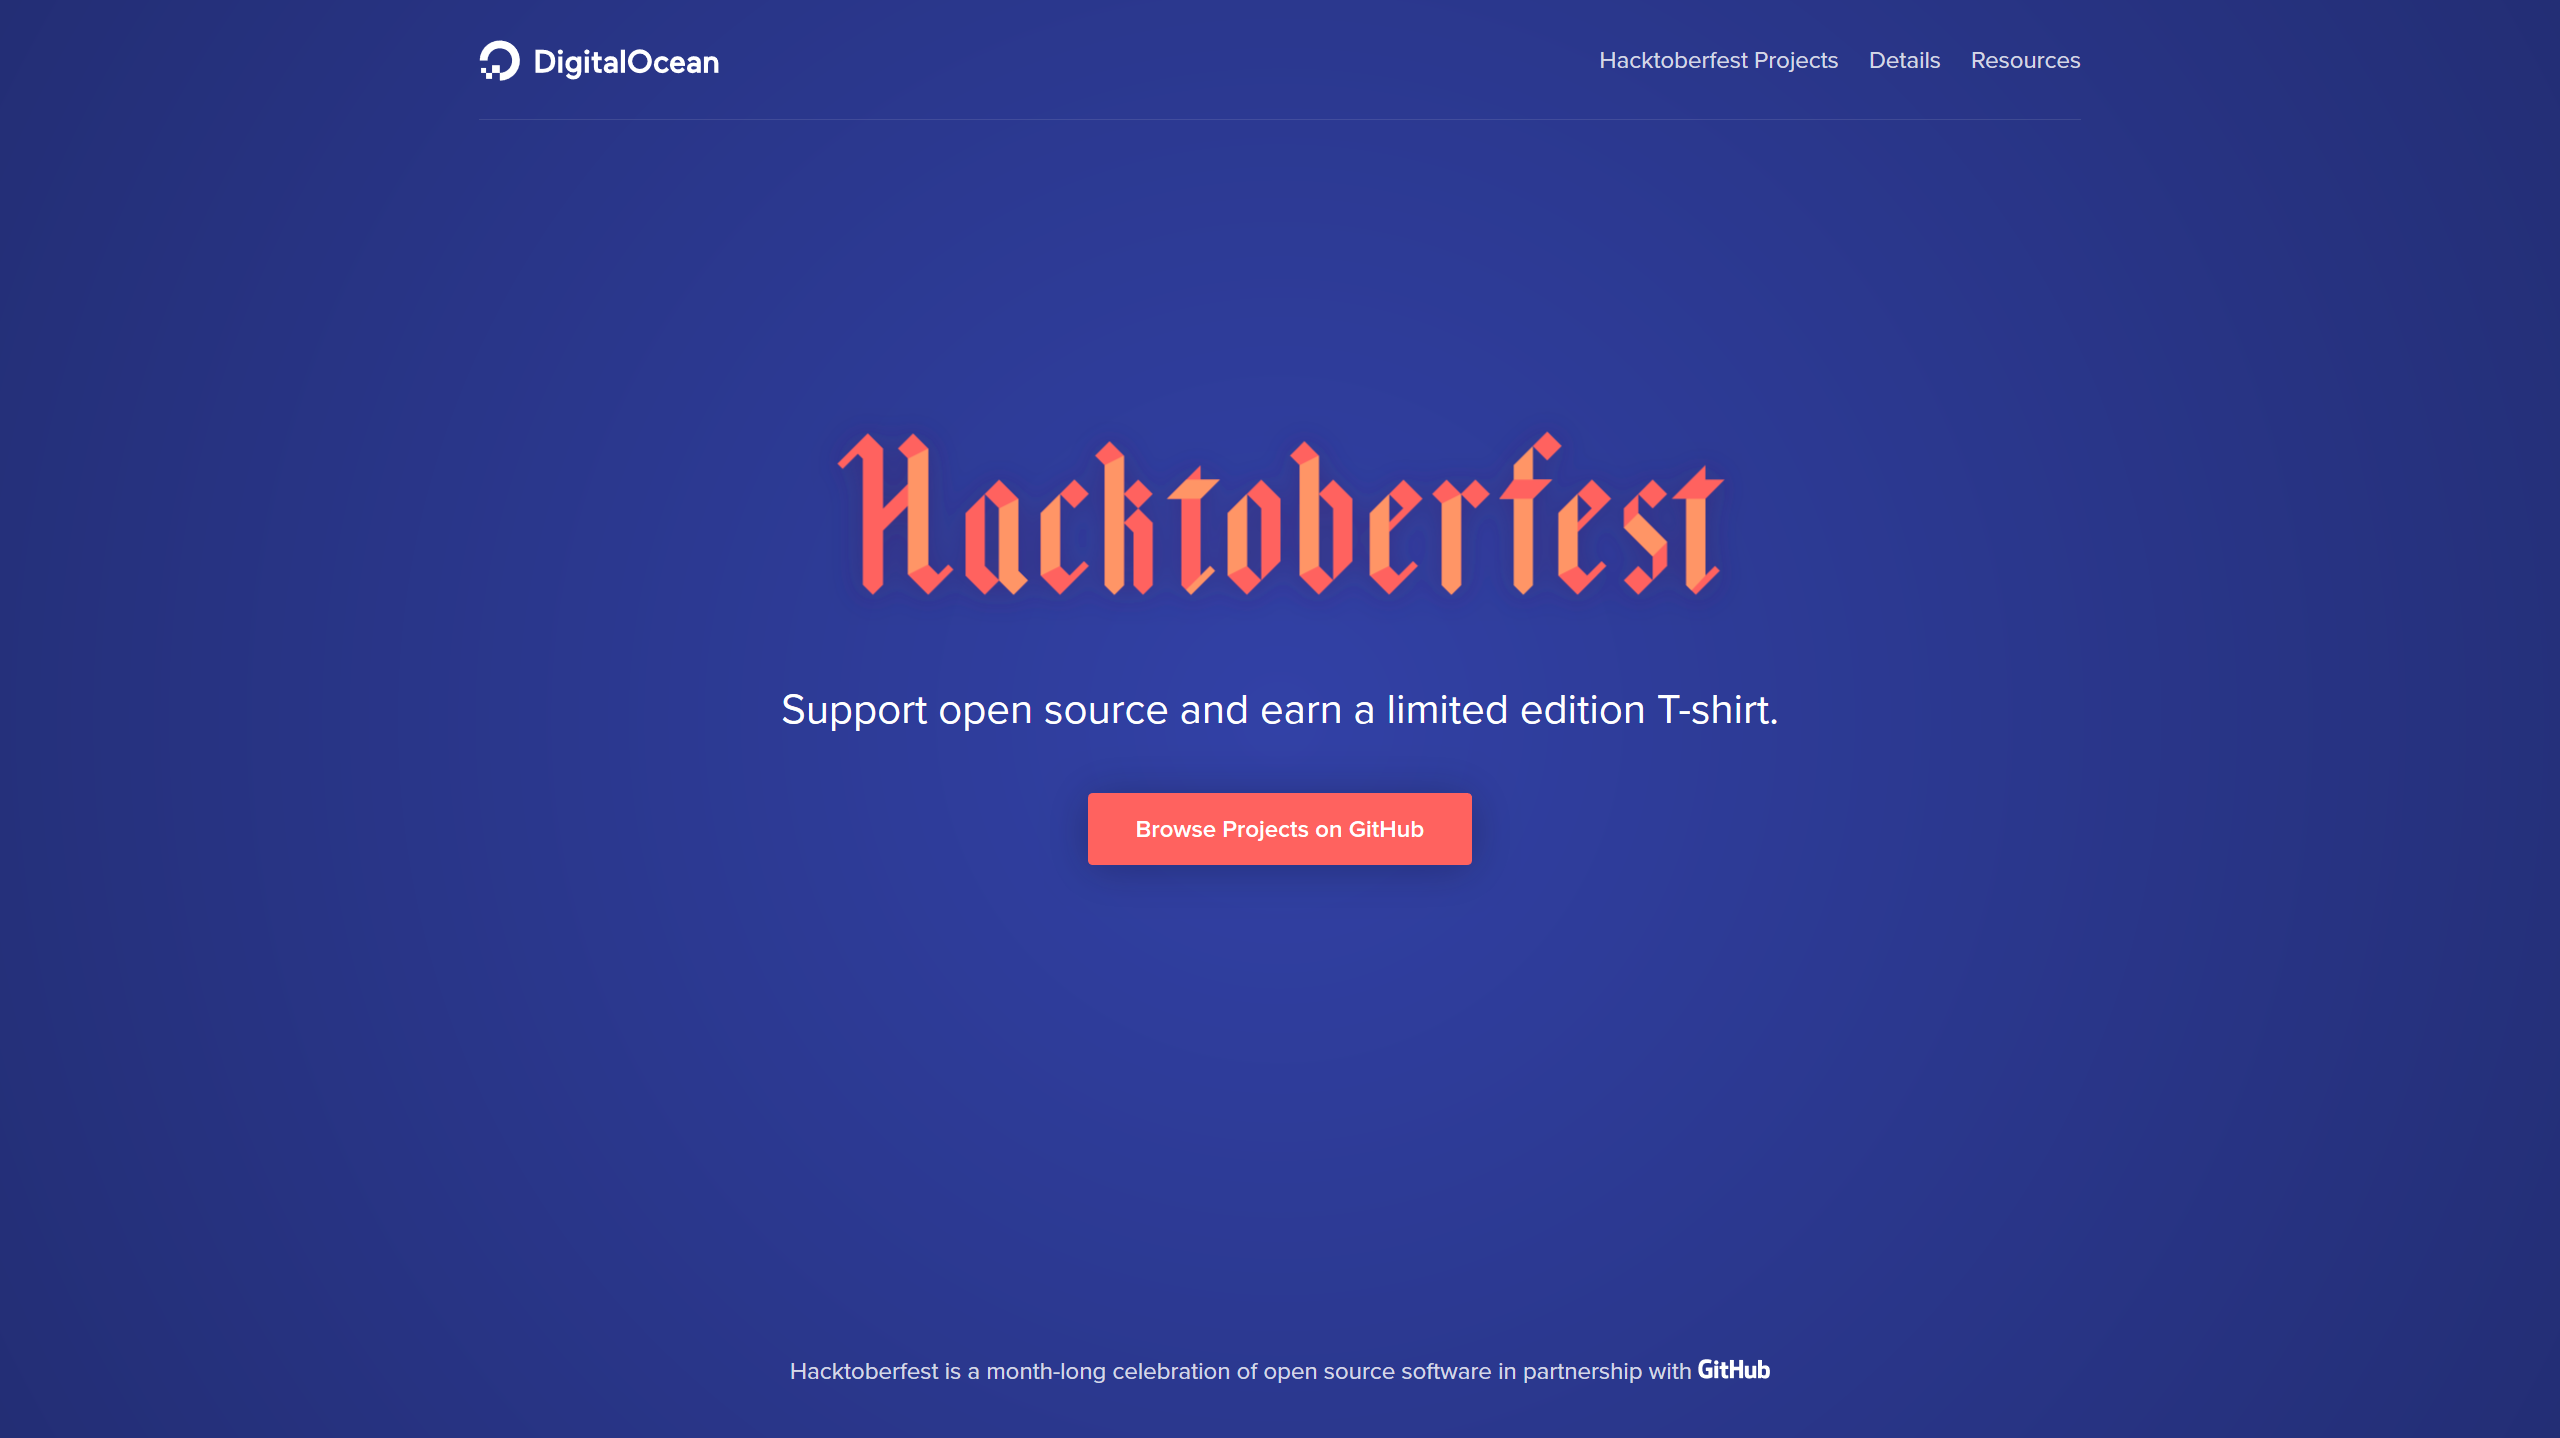 DigitalOcean
Hacktoberfest Projects Details Resources
Hacktoberfest
Support open source and earn a limited edition T-shirt.
Browse Projects on GitHub
Hacktoberfest is a month-long celebration of open source software in partnership with GitHub